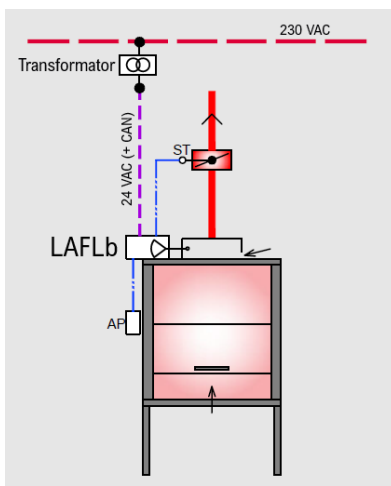 230 VAC
Transformator
24 VAC (+ CAN)
ST
LAFLb
AP